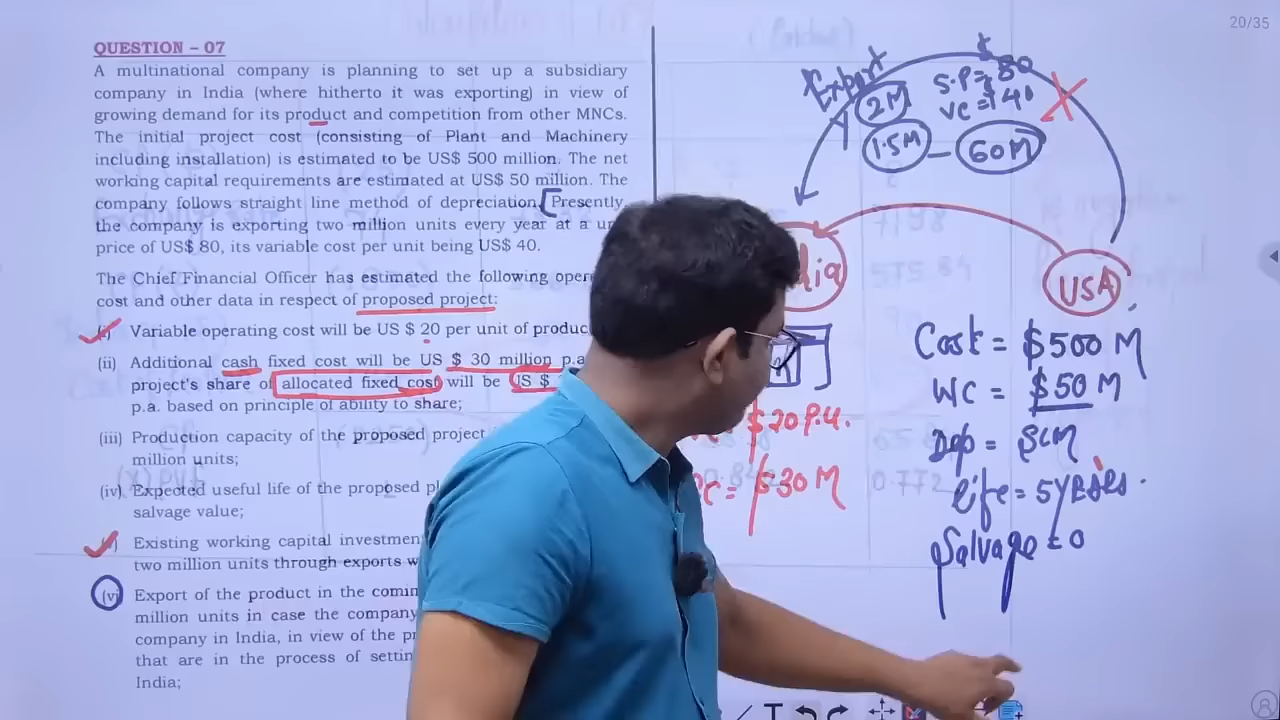 20/35
QUESTION – 07
A multinational company is planning to set up a subsidiary
company in India (where hitherto it was exporting) in view of
growing demand for its product and competition from other MNCs.
The initial project cost (consisting of Plant and Machinery
including installation) is estimated to be US$ 500 million. The net
working capital requirements are estimated at US$ 50 million. The
company follows straight line method of depreciation. Presently,
the company is exporting two million units every year at a
price of US$ 80, its variable cost per unit being US$ 40.
The Chief Financial Officer has estimated the following
cost and other data in respect of proposed project:
(i) Variable operating cost will be US $ 20 per unit of
(ii) Additional cash fixed cost will be US $ 30 million p.a
project's share of allocated fixed cost will be US $
p.a. based on principle of ability to share;
(iii) Production capacity of the proposed project
million units;
(iv) Expected useful life of the proposed
salvage value;
Existing working capital
two million units through exports
(vi) Export of the product in the
million units in case the company
company in India, in view of the
that are in the process of
India;
Export
$
2M
S.P = $80
VC = $40
1.5M – 60M
USA
Cost = $500 M
WC = $50 M
Dep = SLM
life = 5 years.
Salvage = 0
$20 p.u.
= $30 M
7198
575.84
0.772